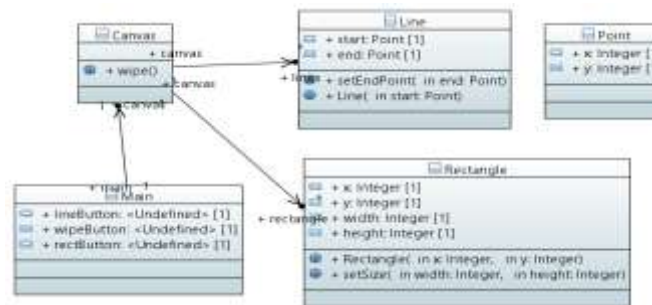 Canvas
+ wipe()
+ canvas
+ canvas
1 + canvas
Line
+ start: Point [1]
+ end: Point [1]
+ setEndPoint( in end: Point)
+ Line( in start: Point)
Point
+ x: Integer [
+ y: Integer [
+ main 1
Main
+ lineButton: <Undefined> [1]
+ wipeButton: <Undefined> [1]
+ rectButton: <Undefined> [1]
+ rectangle
Rectangle
+ x: Integer [1]
+ y: Integer [1]
+ width: Integer [1]
+ height: Integer [1]
+ Rectangle( in x: Integer, in y: Integer)
+ setSize( in width: Integer, in height: Integer)